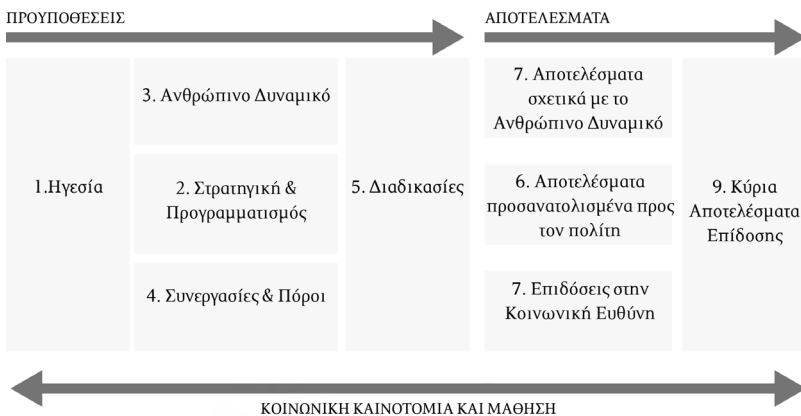 ΠΡΟΥΠΟΘΕΣΕΙΣ
ΑΠΟΤΕΛΕΣΜΑΤΑ
1.Ηγεσία
3. Ανθρώπινο Δυναμικό
2. Στρατηγική &
Προγραμματισμός
4. Συνεργασίες & Πόροι
5. Διαδικασίες
7. Αποτελέσματα
σχετικά με το
Ανθρώπινο Δυναμικό
6. Αποτελέσματα
προσανατολισμένα προς
τον πολίτη
7. Επιδόσεις στην
Κοινωνική Ευθύνη
9. Κύρια
Αποτελέσματα
Επίδοσης
ΚΟΙΝΩΝΙΚΗ ΚΑΙΝΟΤΟΜΙΑ ΚΑΙ ΜΑΘΗΣΗ